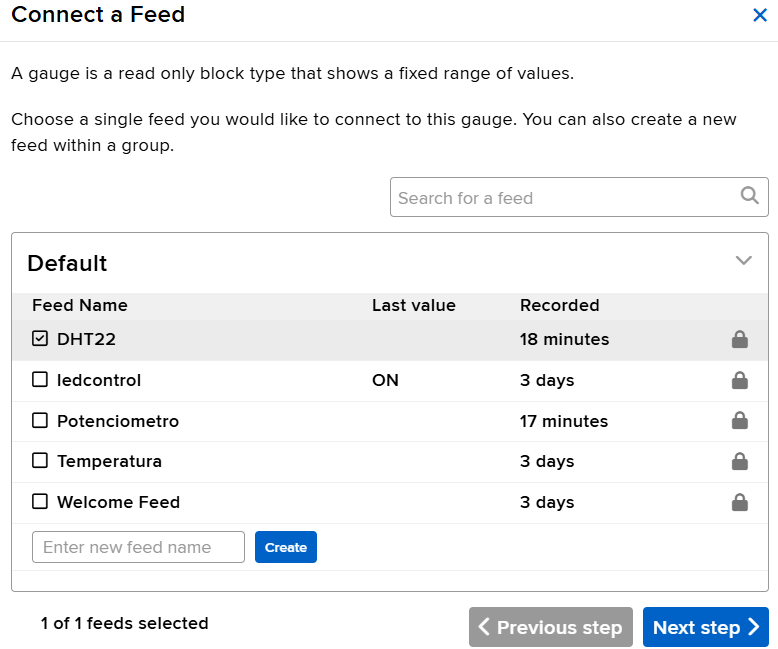 Connect a Feed
A gauge is a read only block type that shows a fixed range of values.
Choose a single feed you would like to connect to this gauge. You can also create a new
feed within a group.
Search for a feed
Default
Feed Name Last value Recorded
DHT22 18 minutes
ledcontrol ON 3 days
Potenciometro 17 minutes
Temperatura 3 days
Welcome Feed 3 days
Enter new feed name Create
1 of 1 feeds selected Previous step Next step